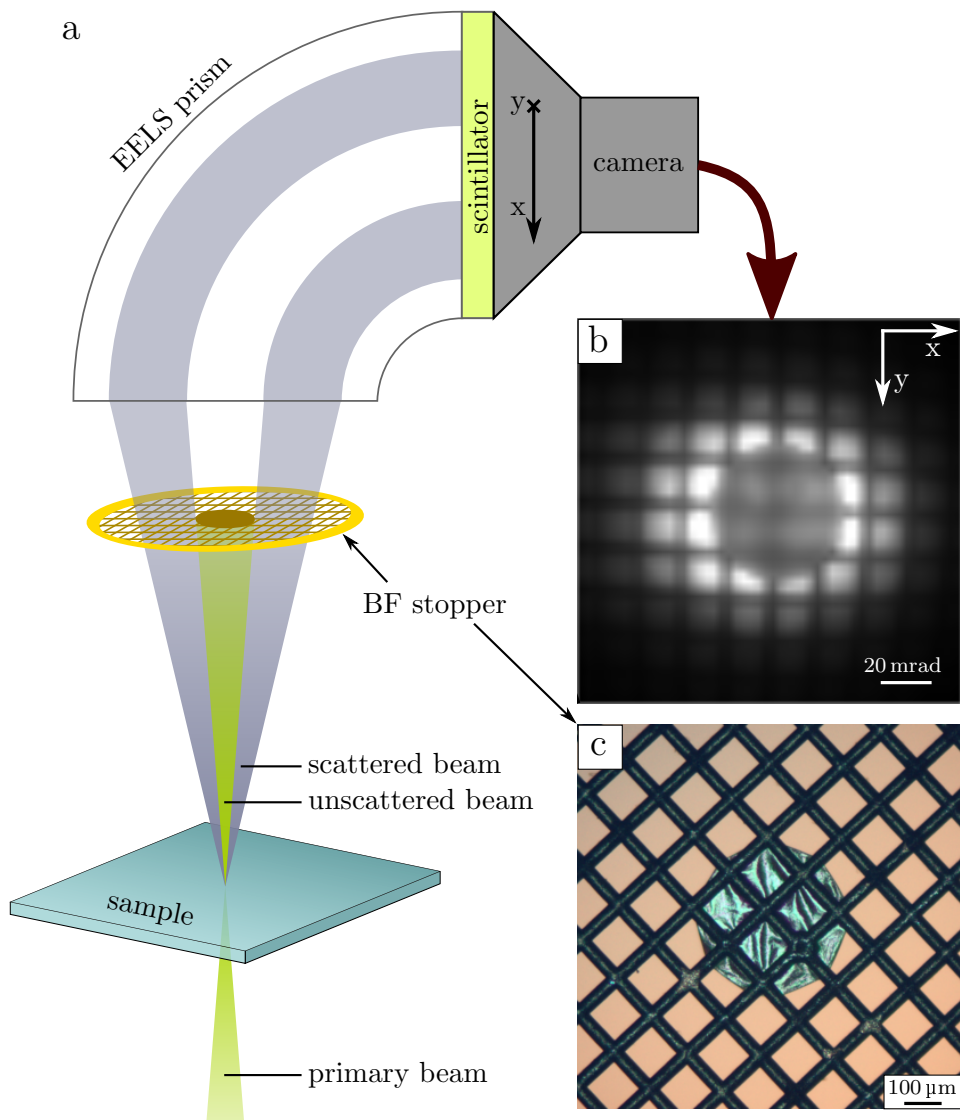 a
EELS prism
scintillator
y
x
camera
b
x
y
20 mrad
BF stopper
c
scattered beam
unscattered beam
sample
primary beam
100 µm